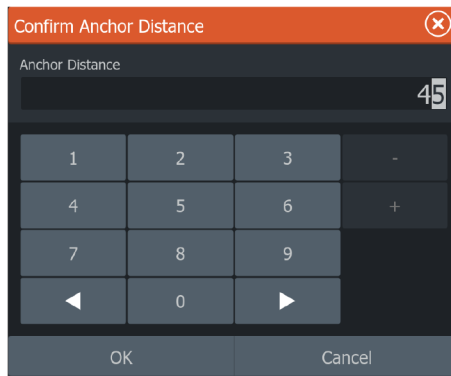 Confirm Anchor Distance
Anchor Distance
45
1 2 3 -
4 5 6 +
7 8 9
0
OK Cancel